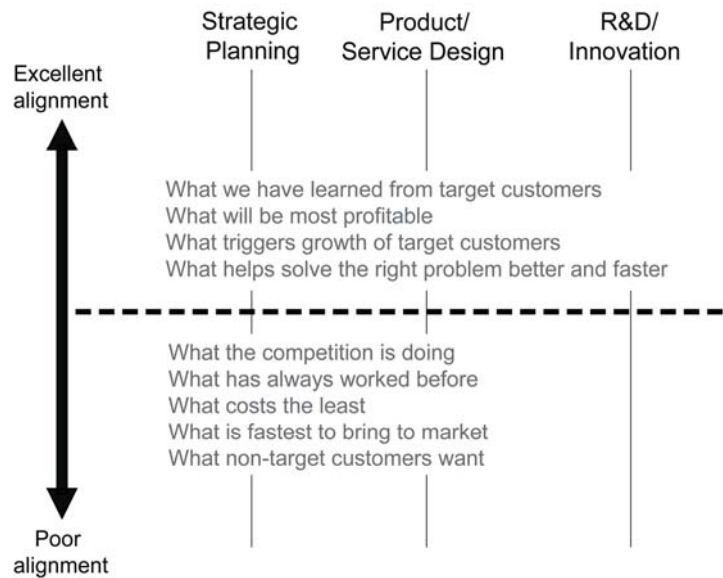 Strategic
Planning
Product/
Service Design
R&D/
Innovation
Excellent
alignment
What we have learned from target customers
What will be most profitable
What triggers growth of target customers
What helps solve the right problem better and faster
What the competition is doing
What has always worked before
What costs the least
What is fastest to bring to market
What non-target customers want
Poor
alignment